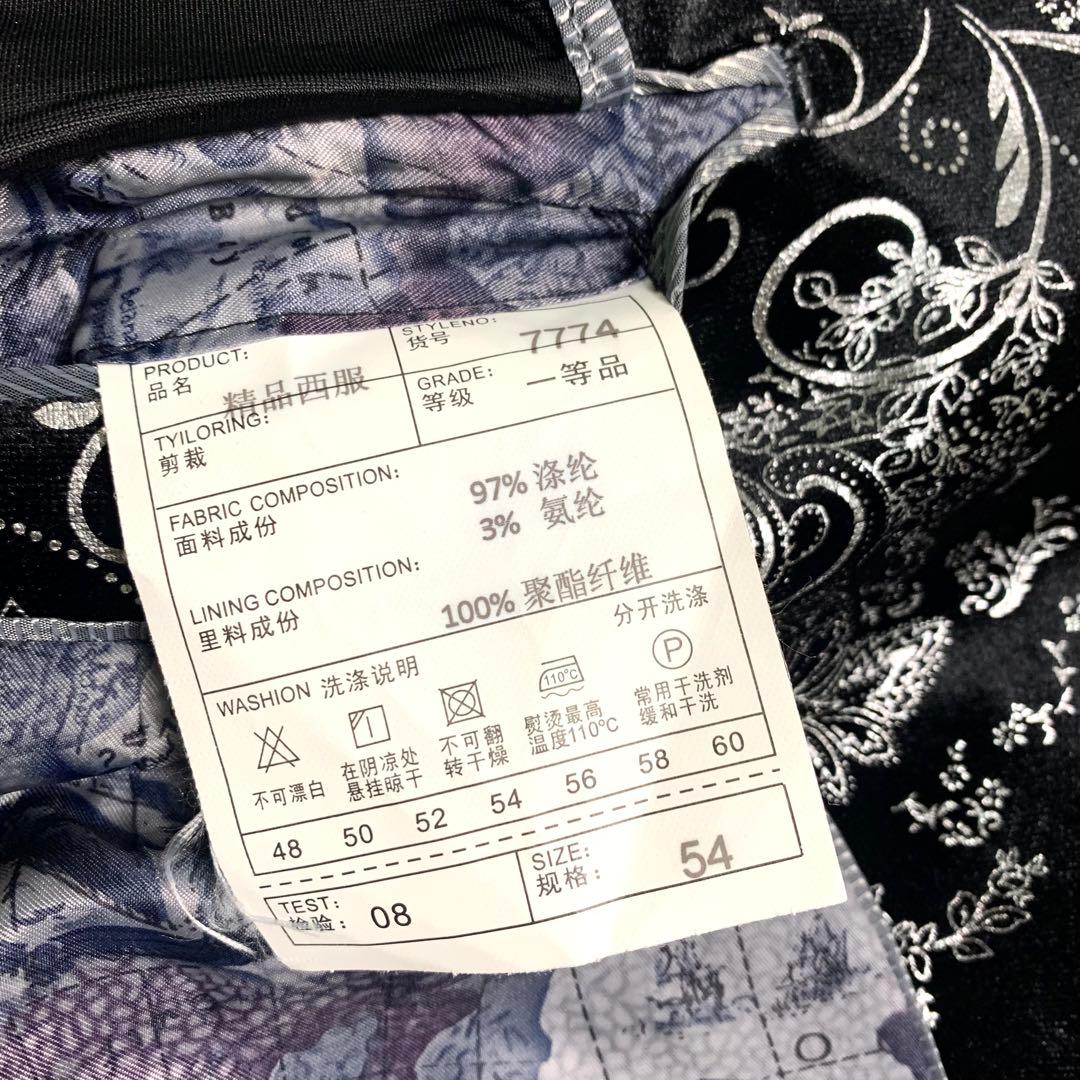 PRODUCT:
品名
精品西服
STYLENO:
货号
7774
TYILORING:
剪裁
GRADE:
等级
一等品
FABRIC COMPOSITION:
面料成份
97% 涤纶
3% 氨纶
LINING COMPOSITION:
里料成份
100% 聚酯纤维
WASHION 洗涤说明
分开洗涤
110°C
P
不可漂白
在阴凉处
悬挂晾干
不可翻
转干燥
熨烫最高
温度110°C
常用干洗剂
缓和干洗
48 50 52 54 56 58 60
TEST:
检验: 08
SIZE:
规格:
54